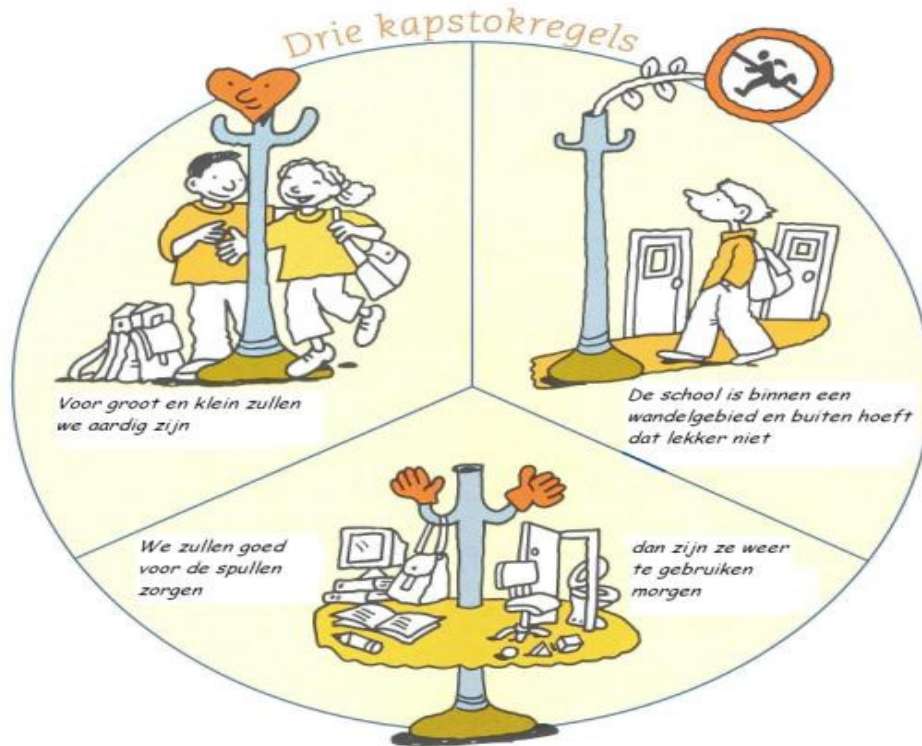 Drie kapstokregels
Voor groot en klein zullen
we aardig zijn
De school is binnen een
wandelgebied en buiten hoeft
dat lekker niet
We zullen goed
voor de spullen
zorgen
dan zijn ze weer
te gebruiken
morgen